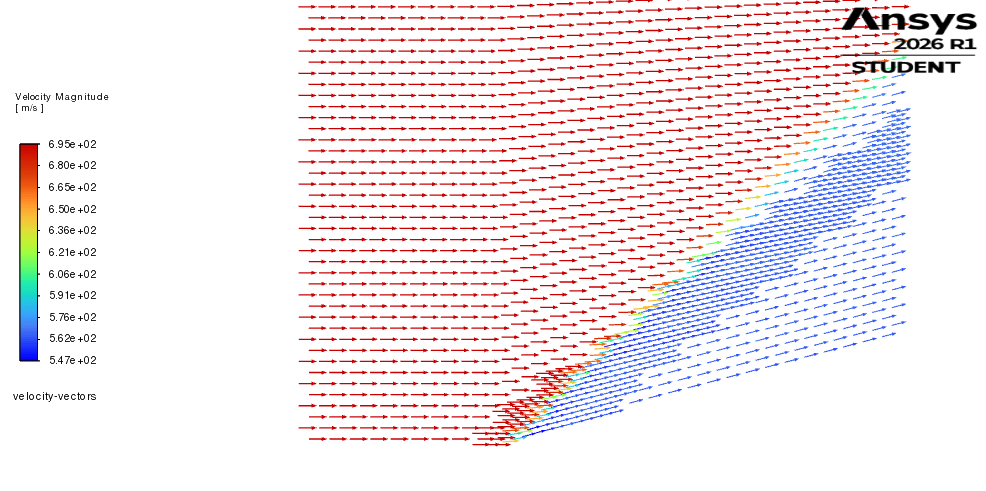 Ansys
2026 R1
STUDENT
Velocity Magnitude
[ m/s ]
6.95e +02
6.80e +02
6.65e +02
6.50e +02
6.36e +02
6.21e +02
6.06e +02
5.91e +02
5.76e +02
5.62e +02
5.47e +02
velocity-vectors